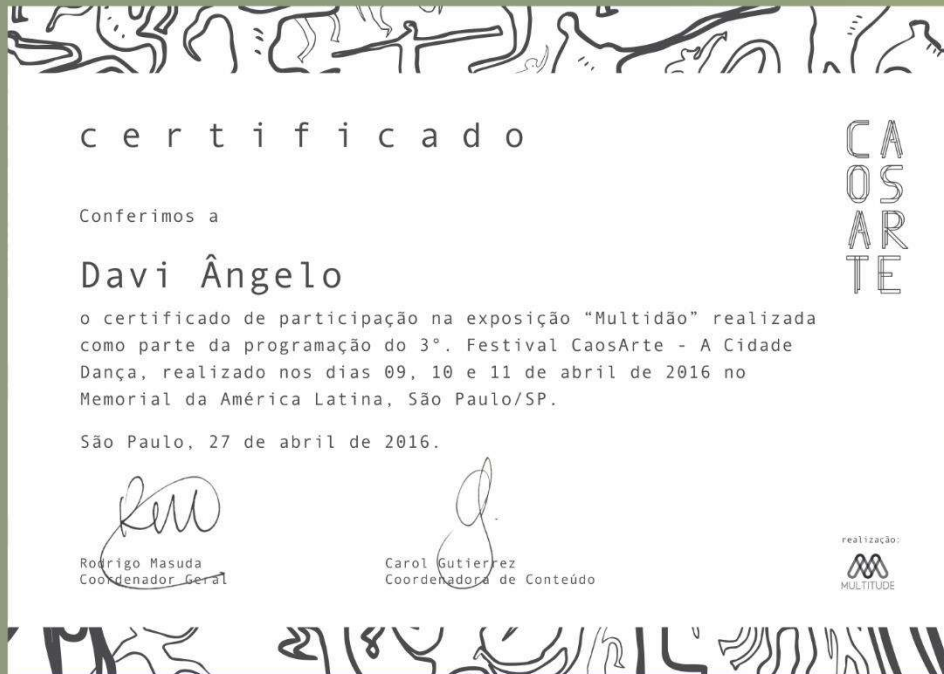 certificado
Conferimos a
Davi Ângelo
o certificado de participação na exposição “Multidão” realizada
como parte da programação do 3°. Festival CaosArte - A Cidade
Dança, realizado nos dias 09, 10 e 11 de abril de 2016 no
Memorial da América Latina, São Paulo/SP.
São Paulo, 27 de abril de 2016.
Rodrigo Masuda
Coordenador Geral
Carol Gutierrez
Coordenadora de Conteúdo
CA
OS
AR
TE
realização:
MULTITUDE